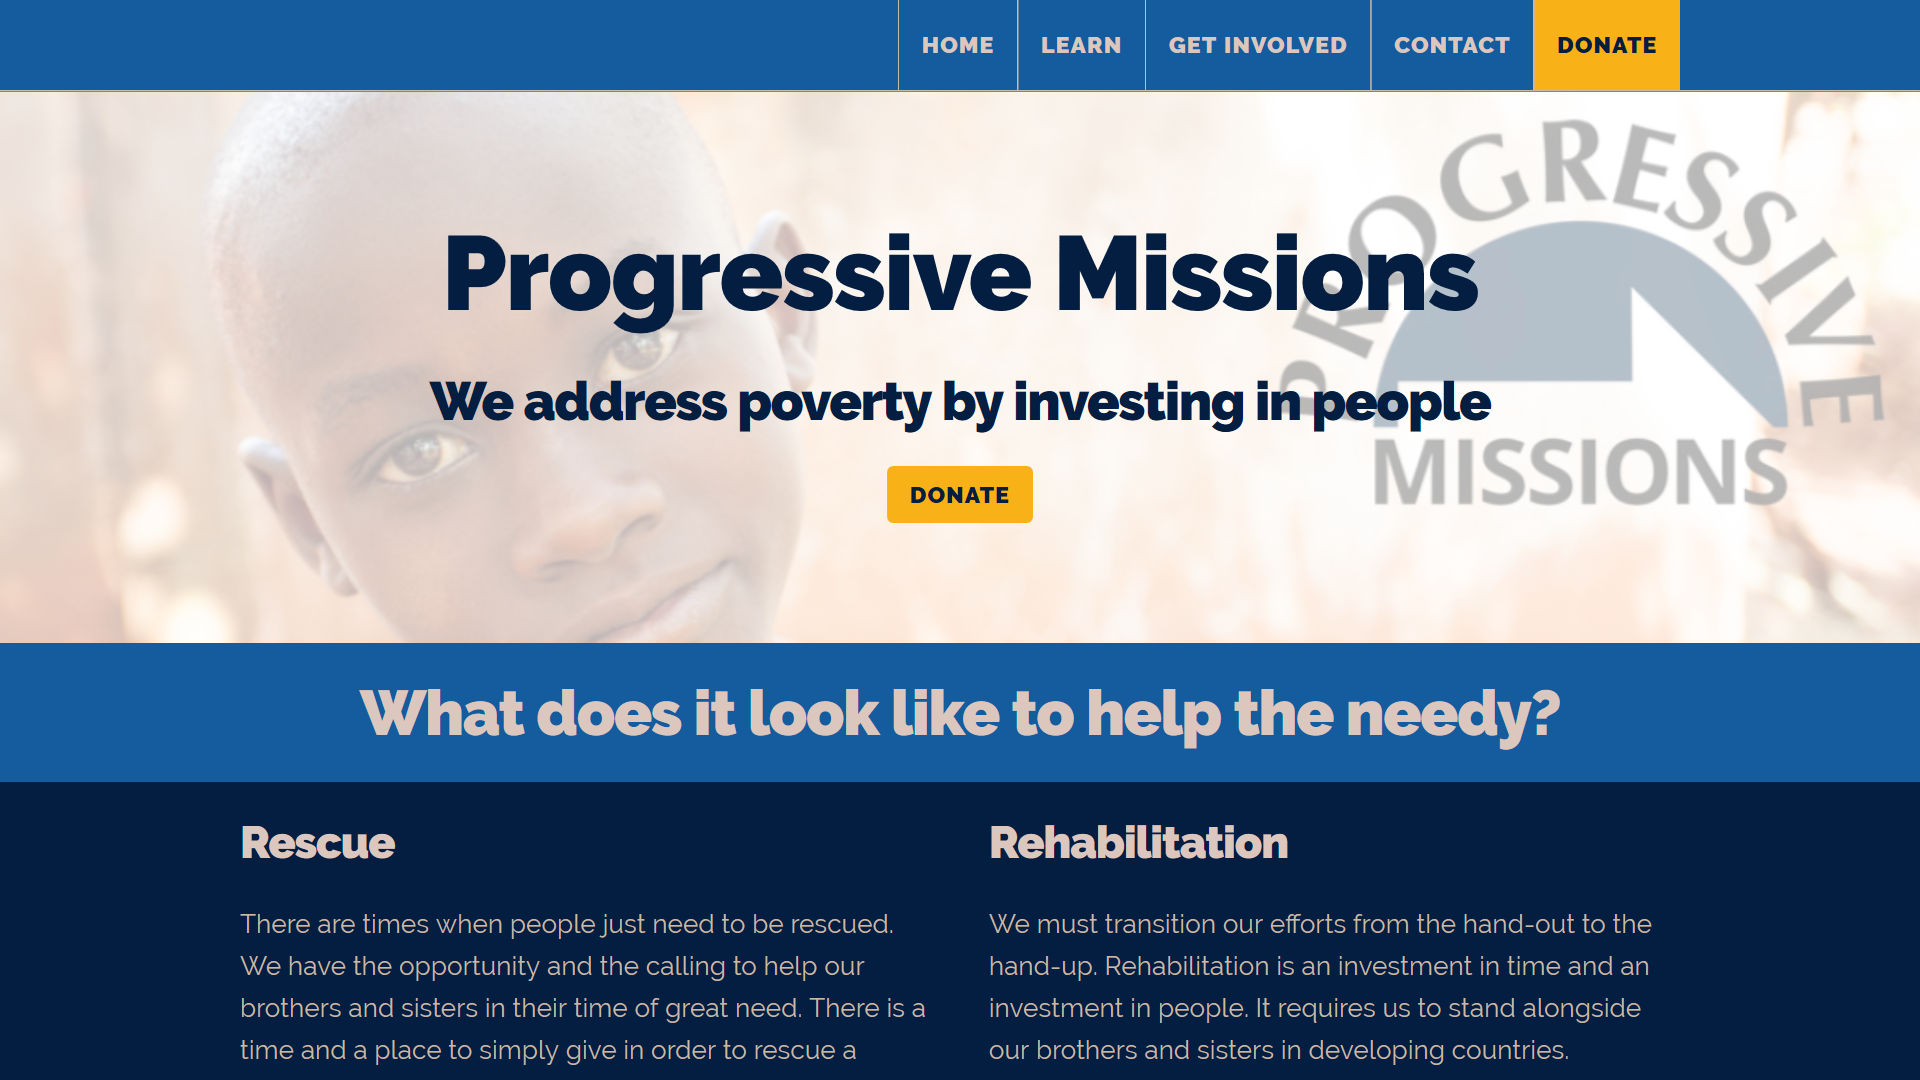 HOME LEARN GET INVOLVED CONTACT DONATE
PROGRESSIVE
MISSIONS
Progressive Missions
We address poverty by investing in people
DONATE
What does it look like to help the needy?
Rescue
There are times when people just need to be rescued.
We have the opportunity and the calling to help our
brothers and sisters in their time of great need. There is a
time and a place to simply give in order to rescue a
Rehabilitation
We must transition our efforts from the hand-out to the
hand-up. Rehabilitation is an investment in time and an
investment in people. It requires us to stand alongside
our brothers and sisters in developing countries.